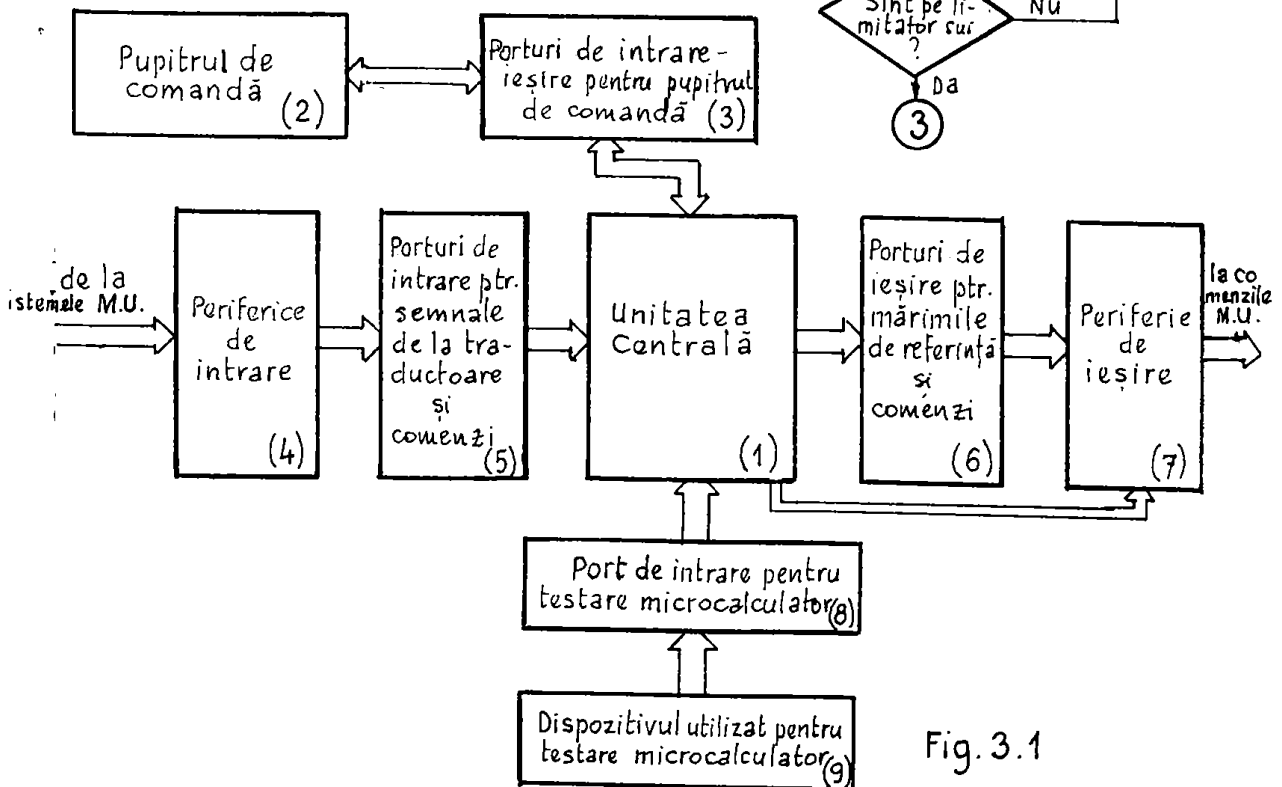 Sînt pe li-
mitator sus
?
Nu
Da
3
Pupitrul de
comandă
(2)
Porturi de intrare-
ieșire pentru pupitrul
de comandă (3)
de la
istemele M.U.
Periferice
de
intrare
(4)
Porturi de
intrare ptr.
semnale
de la tra-
ductoare
și
comenzi
(5)
Unitatea
Centrală
(1)
Porturi de
ieșire ptr.
mărimile
de referință
și
comenzi
(6)
Periferie
de
ieșire
(7)
la co
menzile
M.U.
Port de intrare pentru
testare microcalculator
(8)
Dispozitivul utilizat pentru
testare microcalculator
(9)
Fig. 3.1